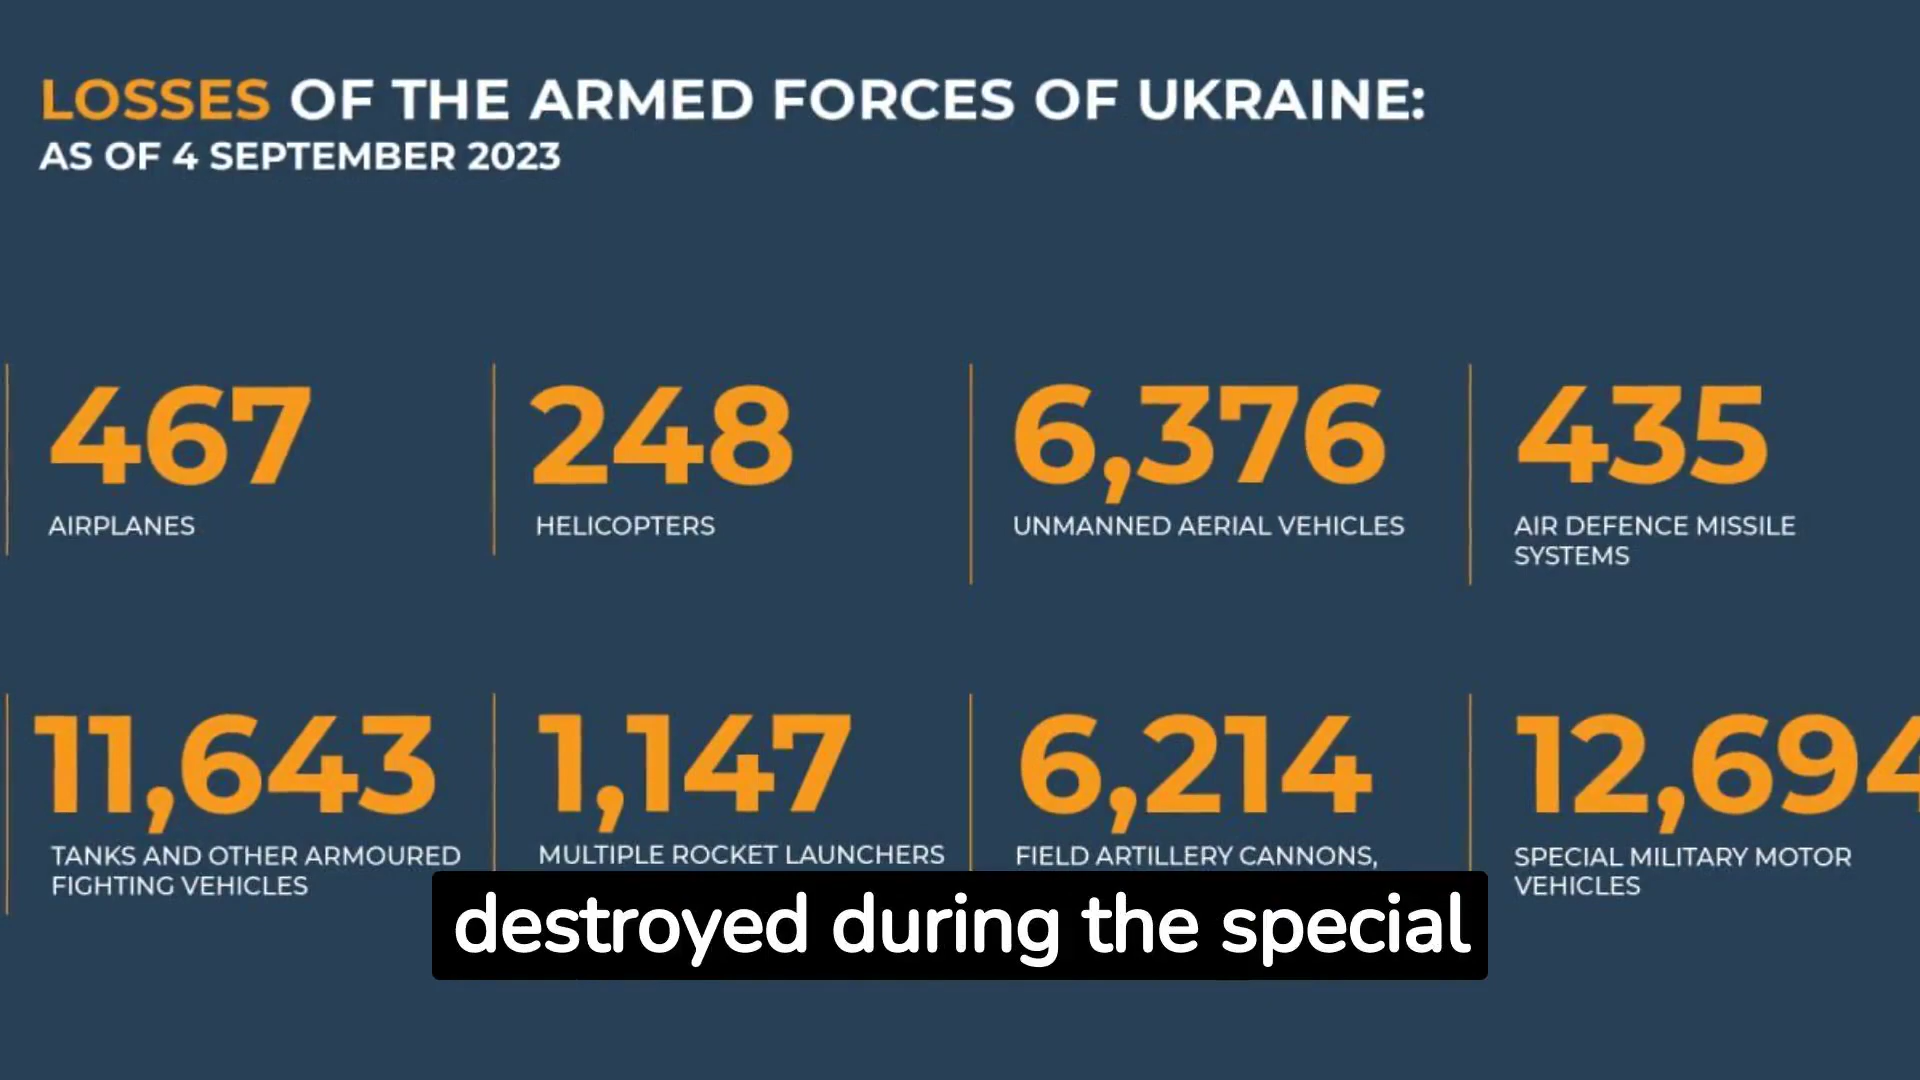 LOSSES OF THE ARMED FORCES OF UKRAINE:
AS OF 4 SEPTEMBER 2023
467
AIRPLANES
248
HELICOPTERS
6,376
UNMANNED AERIAL VEHICLES
435
AIR DEFENCE MISSILE
SYSTEMS
11,643
TANKS AND OTHER ARMOURED
FIGHTING VEHICLES
1,147
MULTIPLE ROCKET LAUNCHERS
6,214
FIELD ARTILLERY CANNONS,
12,694
SPECIAL MILITARY MOTOR
VEHICLES
destroyed during the special